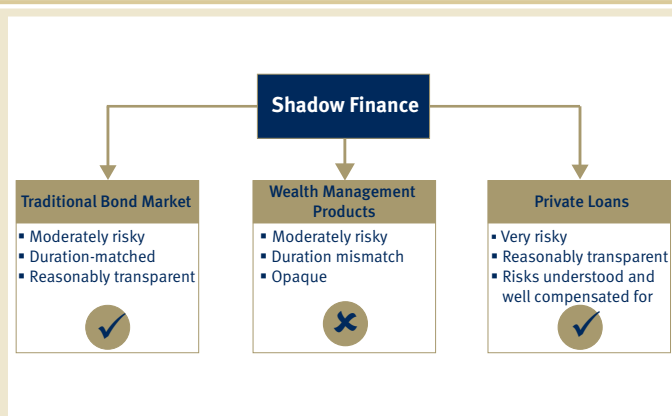 Shadow Finance
Traditional Bond Market
▪ Moderately risky
▪ Duration-matched
▪ Reasonably transparent
Wealth Management
Products
▪ Moderately risky
▪ Duration mismatch
▪ Opaque
Private Loans
▪ Very risky
▪ Reasonably transparent
▪ Risks understood and
well compensated for